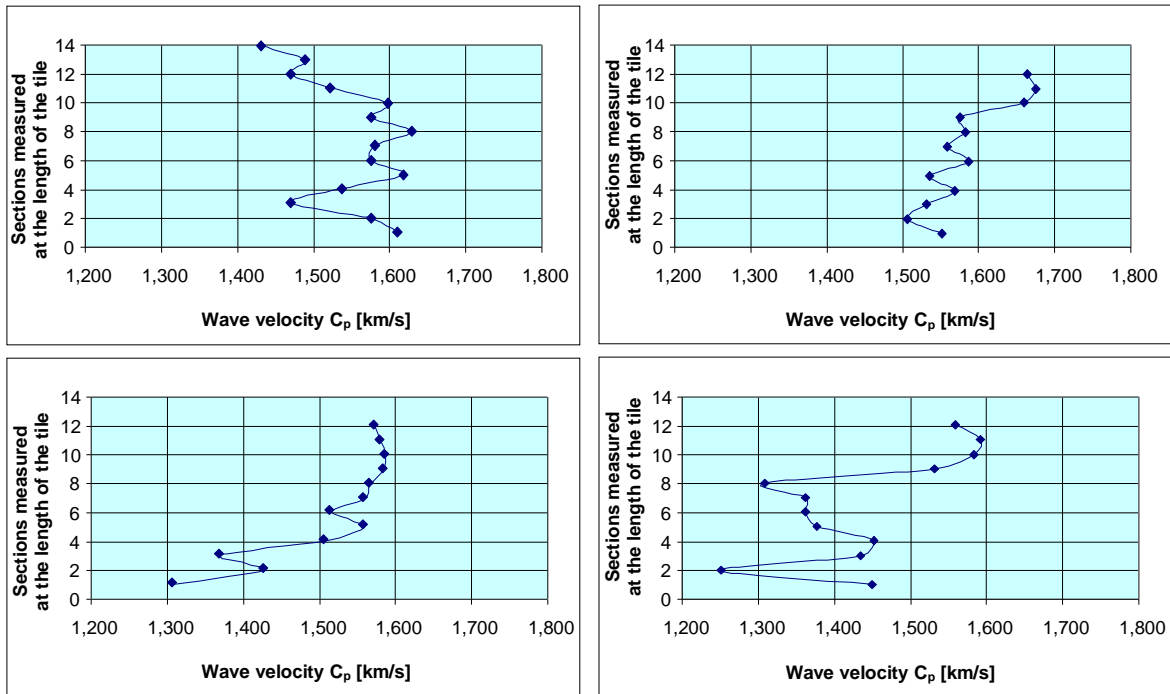 Sections measured
at the length of the tile
14
12
10
8
6
4
2
0
1,200 1,300 1,400 1,500 1,600 1,700 1,800
Wave velocity Cp [km/s]
Sections measured
at the length of the tile
14
12
10
8
6
4
2
0
1,200 1,300 1,400 1,500 1,600 1,700 1,800
Wave velocity Cp [km/s]
Sections measured
at the length of the tile
14
12
10
8
6
4
2
0
1,200 1,300 1,400 1,500 1,600 1,700 1,800
Wave velocity Cp [km/s]
Sections measured
at the length of the tile
14
12
10
8
6
4
2
0
1,200 1,300 1,400 1,500 1,600 1,700 1,800
Wave velocity Cp [km/s]